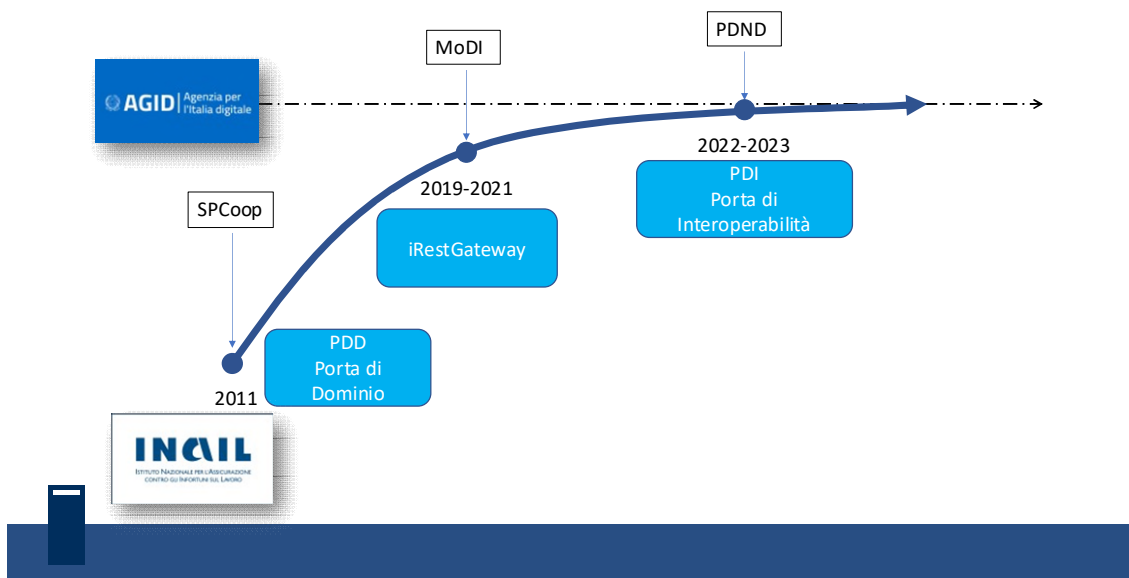 PDND
MoDI
AGID
Agenzia per
l'Italia digitale
2022-2023
PDI
Porta di
Interoperabilità
2019-2021
SPCoop
iRestGateway
PDD
Porta di
Dominio
2011
INAIL
ISTITUTO NAZIONALE PER L'ASSICURAZIONE
CONTRO GLI INFORTUNI SUL LAVORO